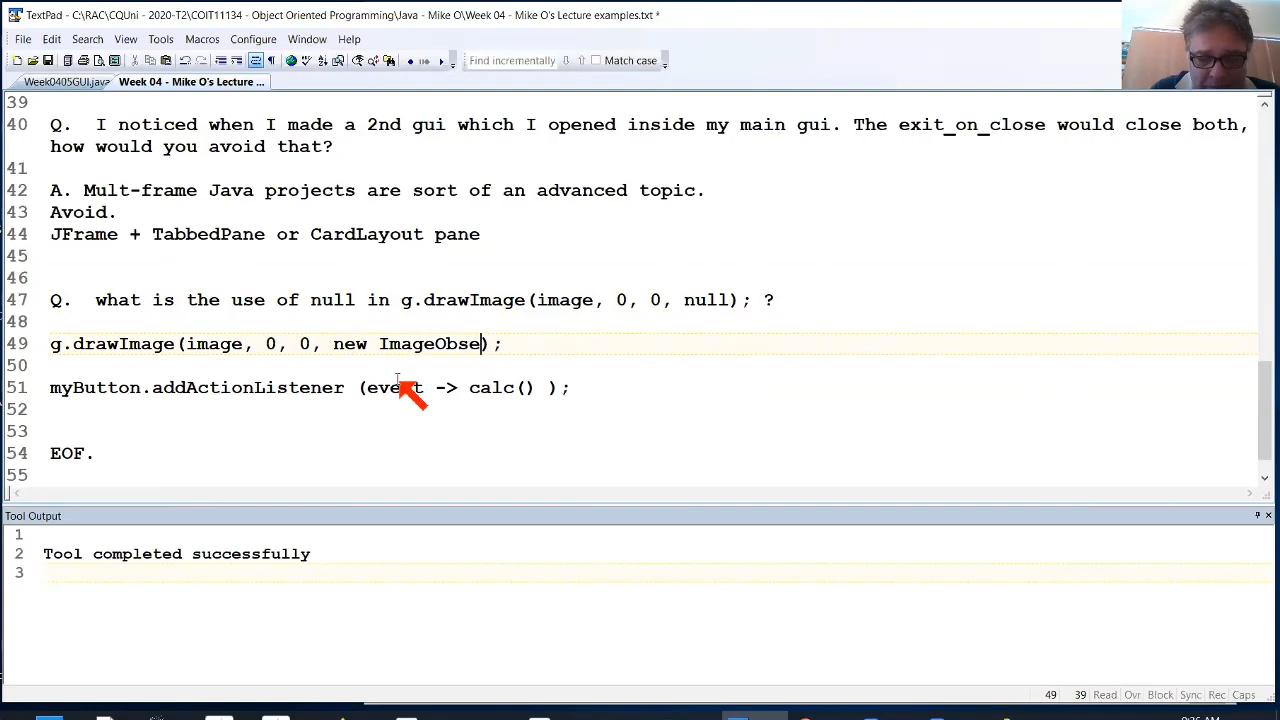 TextPad - C:\RAC\CQUni - 2020-T2\COIT11134 - Object Oriented Programming\Java - Mike O\Week 04 - Mike O's Lecture examples.txt *
File Edit Search View Tools Macros Configure Window Help
Find incrementally Match case
Week0405GUI.java Week 04 - Mike O's Lecture ...
39
40 Q. I noticed when I made a 2nd gui which I opened inside my main gui. The exit_on_close would close both,
how would you avoid that?
41
42 A. Mult-frame Java projects are sort of an advanced topic.
43 Avoid.
44 JFrame + TabbedPane or CardLayout pane
45
46
47 Q. what is the use of null in g.drawImage(image, 0, 0, null); ?
48
49 g.drawImage(image, 0, 0, new ImageObse);
50
51 myButton.addActionListener (event -> calc() );
52
53
54 EOF.
55
Tool Output
1
2 Tool completed successfully
3
49 39 Read Ovr Block Sync Rec Caps